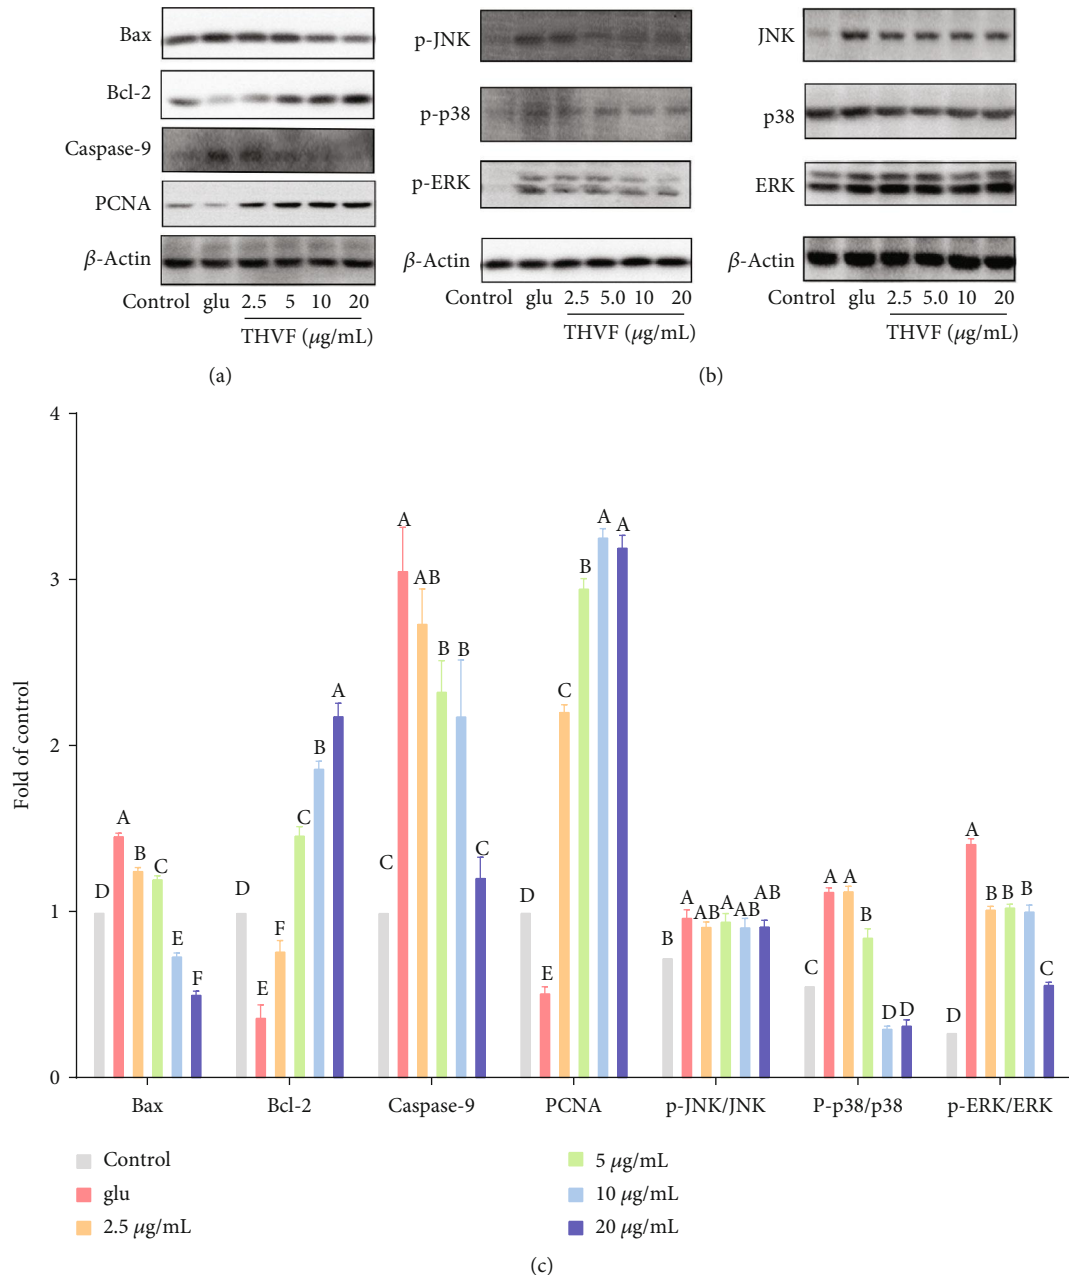 Bax
Bcl-2
Caspase-9
PCNA
β-Actin
Control glu 2.5 5 10 20
THVF (μg/mL)
(a)
p-JNK
p-p38
p-ERK
β-Actin
Control glu 2.5 5.0 10 20
THVF (μg/mL)
JNK
p38
ERK
β-Actin
Control glu 2.5 5.0 10 20
THVF (μg/mL)
(b)
Fold of control
4
3
2
1
0
D A B C E F
D E F C B A
C A AB B B C
D E C B A A
B A AB A AB AB
C A A B D D
D A B B B C
Bax Bcl-2 Caspase-9 PCNA p-JNK/JNK P-p38/p38 p-ERK/ERK
Control
glu
2.5 μg/mL
5 μg/mL
10 μg/mL
20 μg/mL
(c)